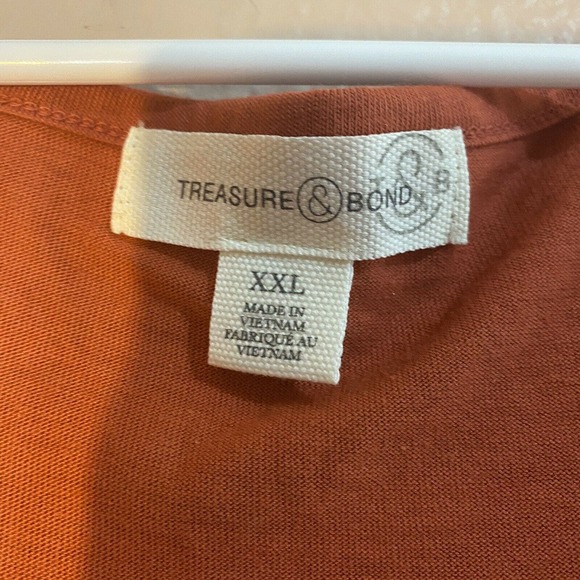 TREASURE & BOND
& B
XXL
MADE IN
VIETNAM
FABRIQUÉ AU
VIETNAM